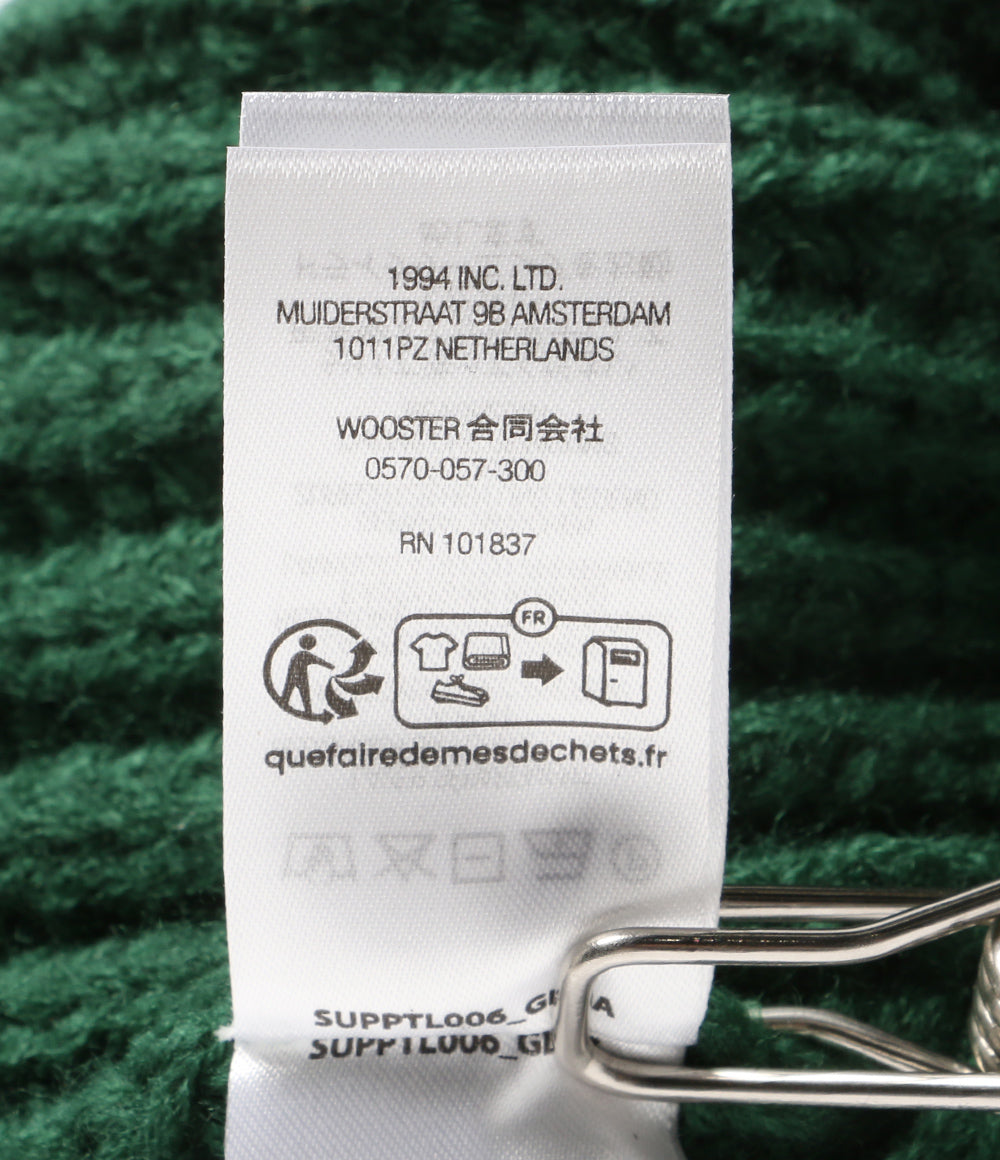 1994 INC. LTD.
MUIDERSTRAAT 9B AMSTERDAM
1011PZ NETHERLANDS
WOOSTER 合同会社
0570-057-300
RN 101837
FR
quefairedemesdechets.fr